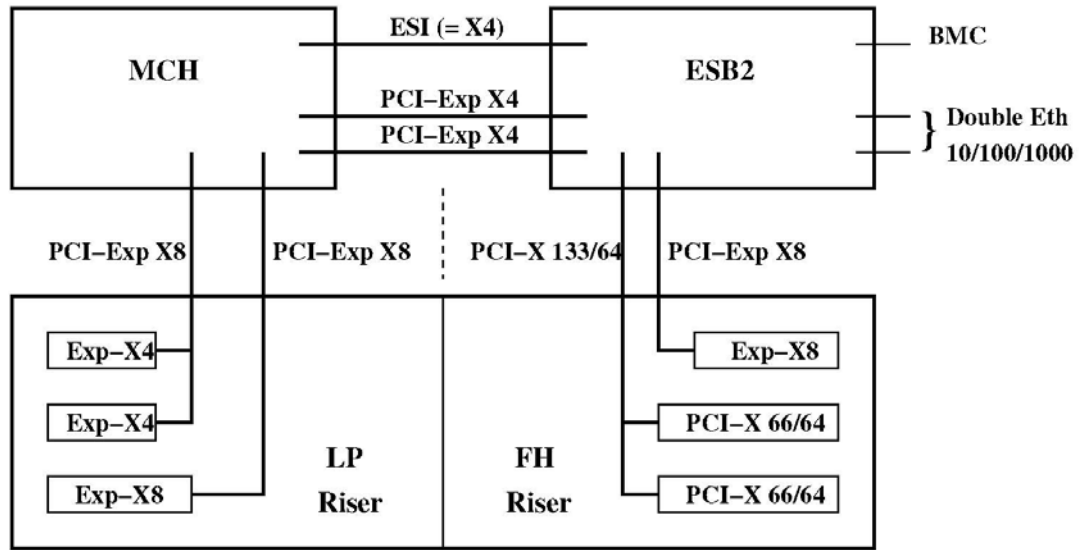 ESI (= X4)
BMC
MCH
ESB2
PCI–Exp X4
Double Eth
PCI–Exp X4
}
10/100/1000
PCI–Exp X8
PCI–Exp X8
PCI–X 133/64
PCI–Exp X8
Exp–X4
Exp–X8
Exp–X4
PCI–X 66/64
LP
FH
Exp–X8
Riser
Riser
PCI–X 66/64